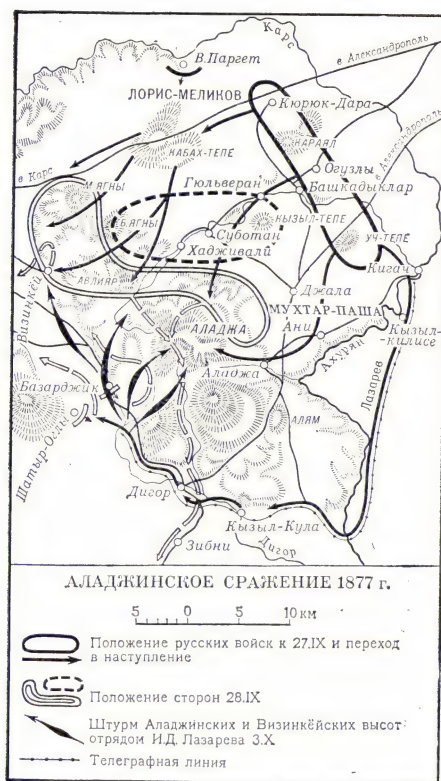 Карс
в Александрополь
В.Паргет
ЛОРИС-МЕЛИКОВ
Кюрюк-Дара
в Александрополь
КАРАЯЛ
КАБАХ-ТЕПЕ
в Карс
Огузлы
М.ЯГНЫ
Гюльверан
Башкадыклар
Б.ЯГНЫ
КЫЗЫЛ-ТЕПЕ
Суботан
УЧ-ТЕПЕ
Хадживали
Кигач
АВЛИЯР
Визинкёй
Джала
МУХТАР-ПАША
Ани
Кызыл-
килисе
АЛАДЖА
Ахурян
Аладжа
Базарджик
Лазарев
АЛЯМ
Шатыр-Оглы
Дигор
Кызыл-Кула
Зибни
Дигор
АЛАДЖИНСКОЕ СРАЖЕНИЕ 1877 г.
5 0 5 10 км
Положение русских войск к 27.IX и переход
в наступление
Положение сторон 28.IX
Штурм Аладжинских и Визинкёйских высот
отрядом И.Д. Лазарева 3.X
Телеграфная линия